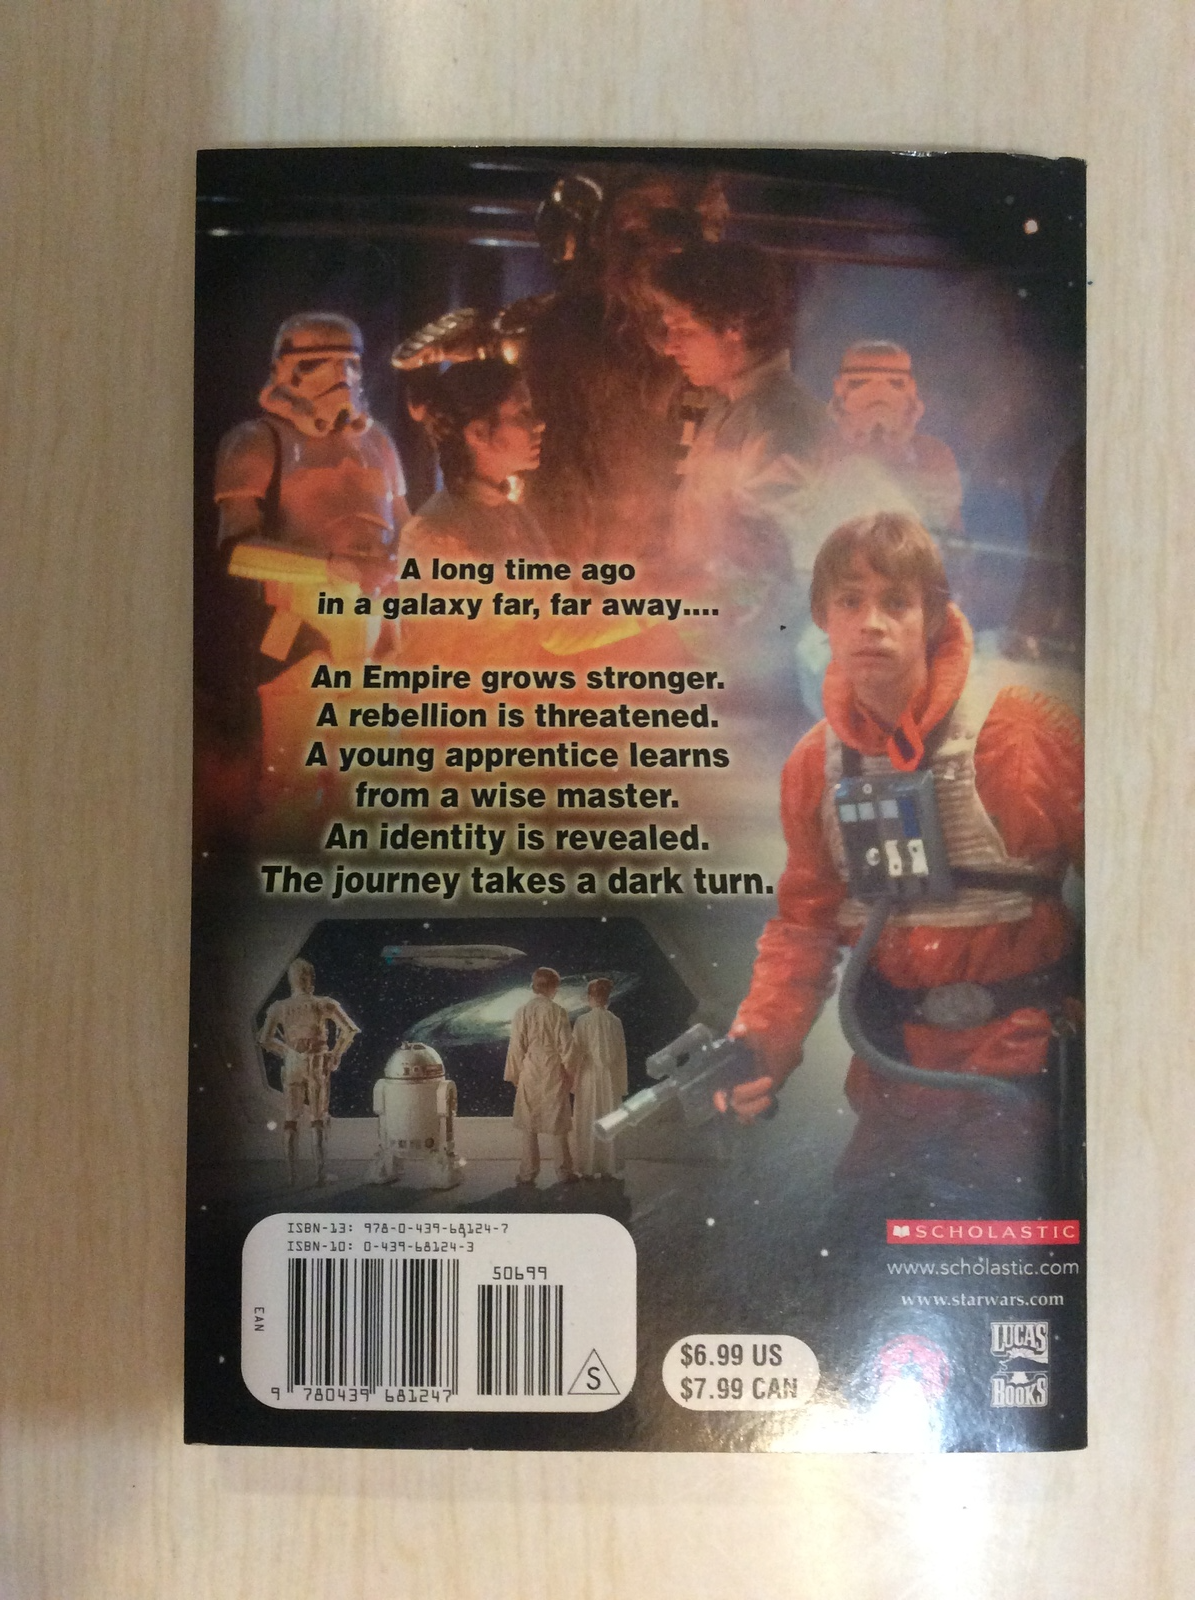 A long time ago
in a galaxy far, far away....
An Empire grows stronger.
A rebellion is threatened.
A young apprentice learns
from a wise master.
An identity is revealed.
The journey takes a dark turn.
ISBN-13: 978-0-439-68124-7
ISBN-10: 0-439-68124-3
50699
EAN
9 780439 681247
S
$6.99 US
$7.99 CAN
SCHOLASTIC
www.scholastic.com
www.starwars.com
LUCAS
BOOKS